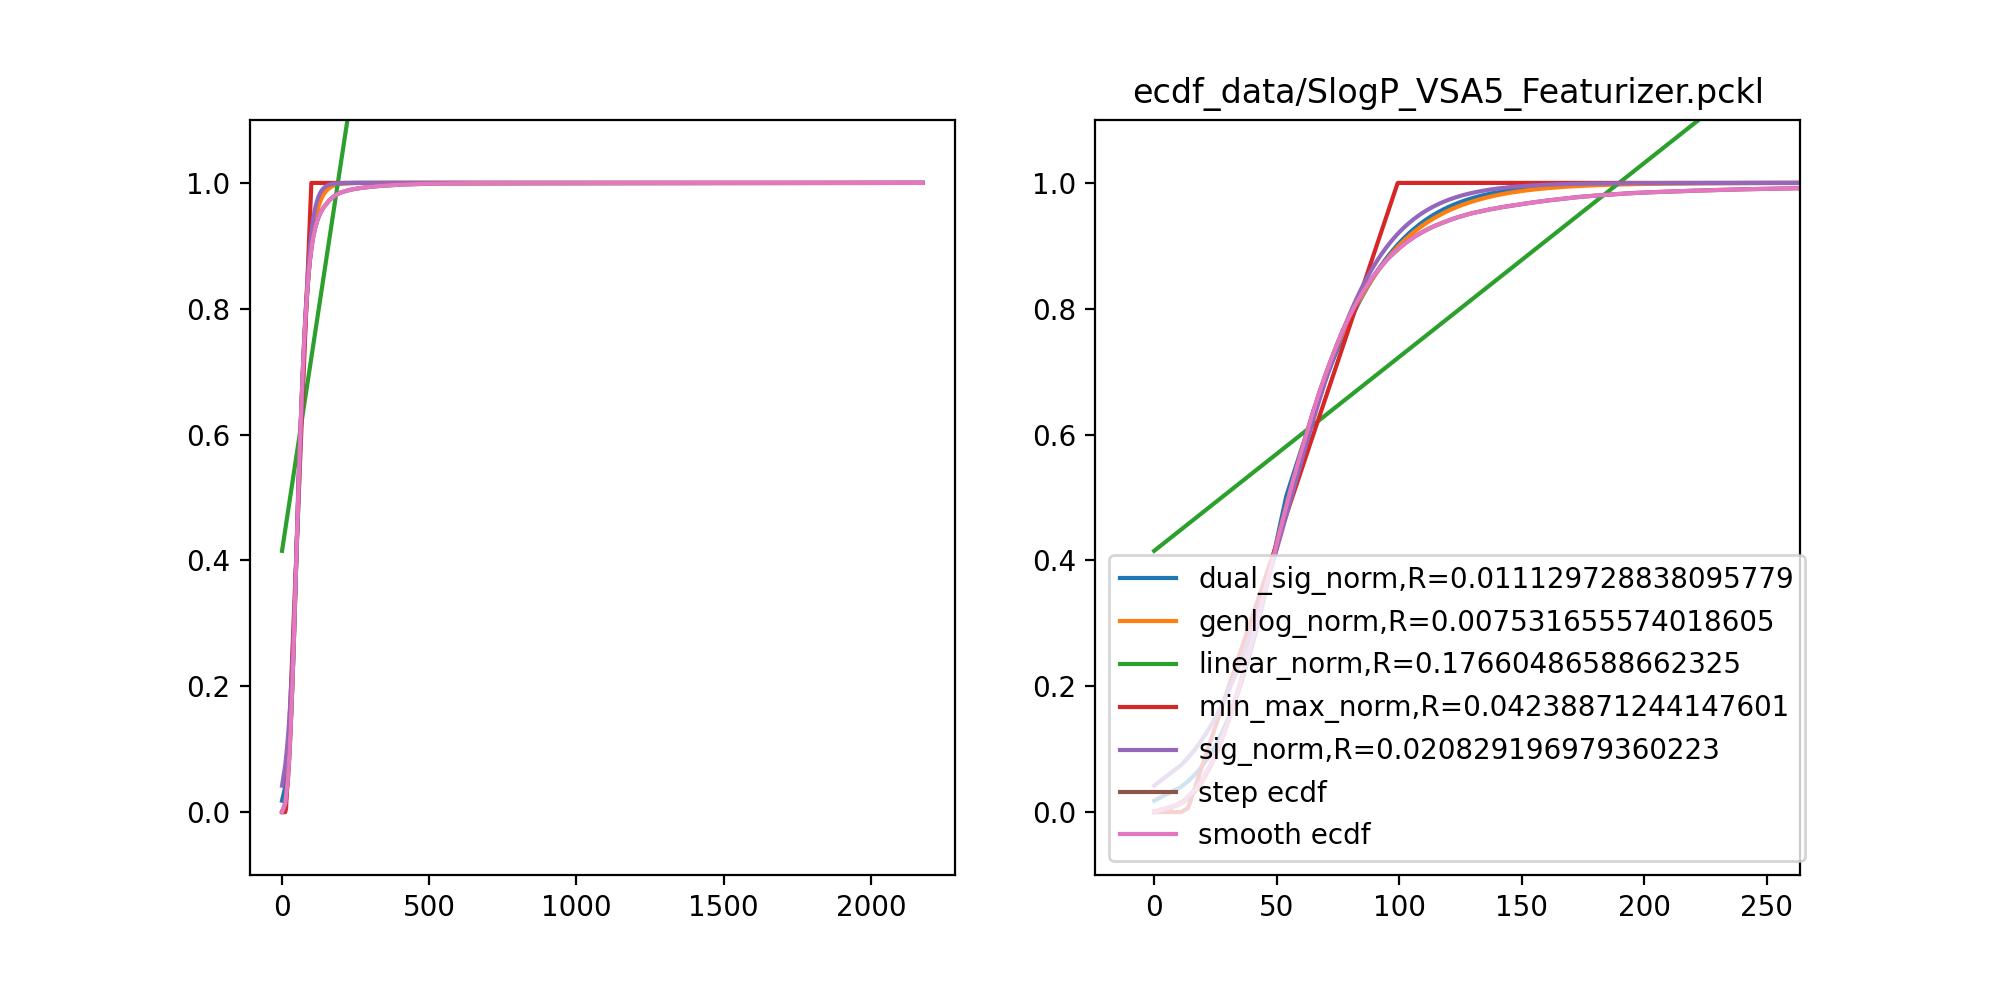 ecdf_data/SlogP_VSA5_Featurizer.pckl
1.0
0.8
0.6
0.4
0.2
0.0
0 500 1000 1500 2000
1.0
0.8
0.6
0.4
0.2
0.0
dual_sig_norm,R=0.011129728838095779
genlog_norm,R=0.007531655574018605
linear_norm,R=0.17660486588662325
min_max_norm,R=0.04238871244147601
sig_norm,R=0.020829196979360223
step ecdf
smooth ecdf
0 50 100 150 200 250